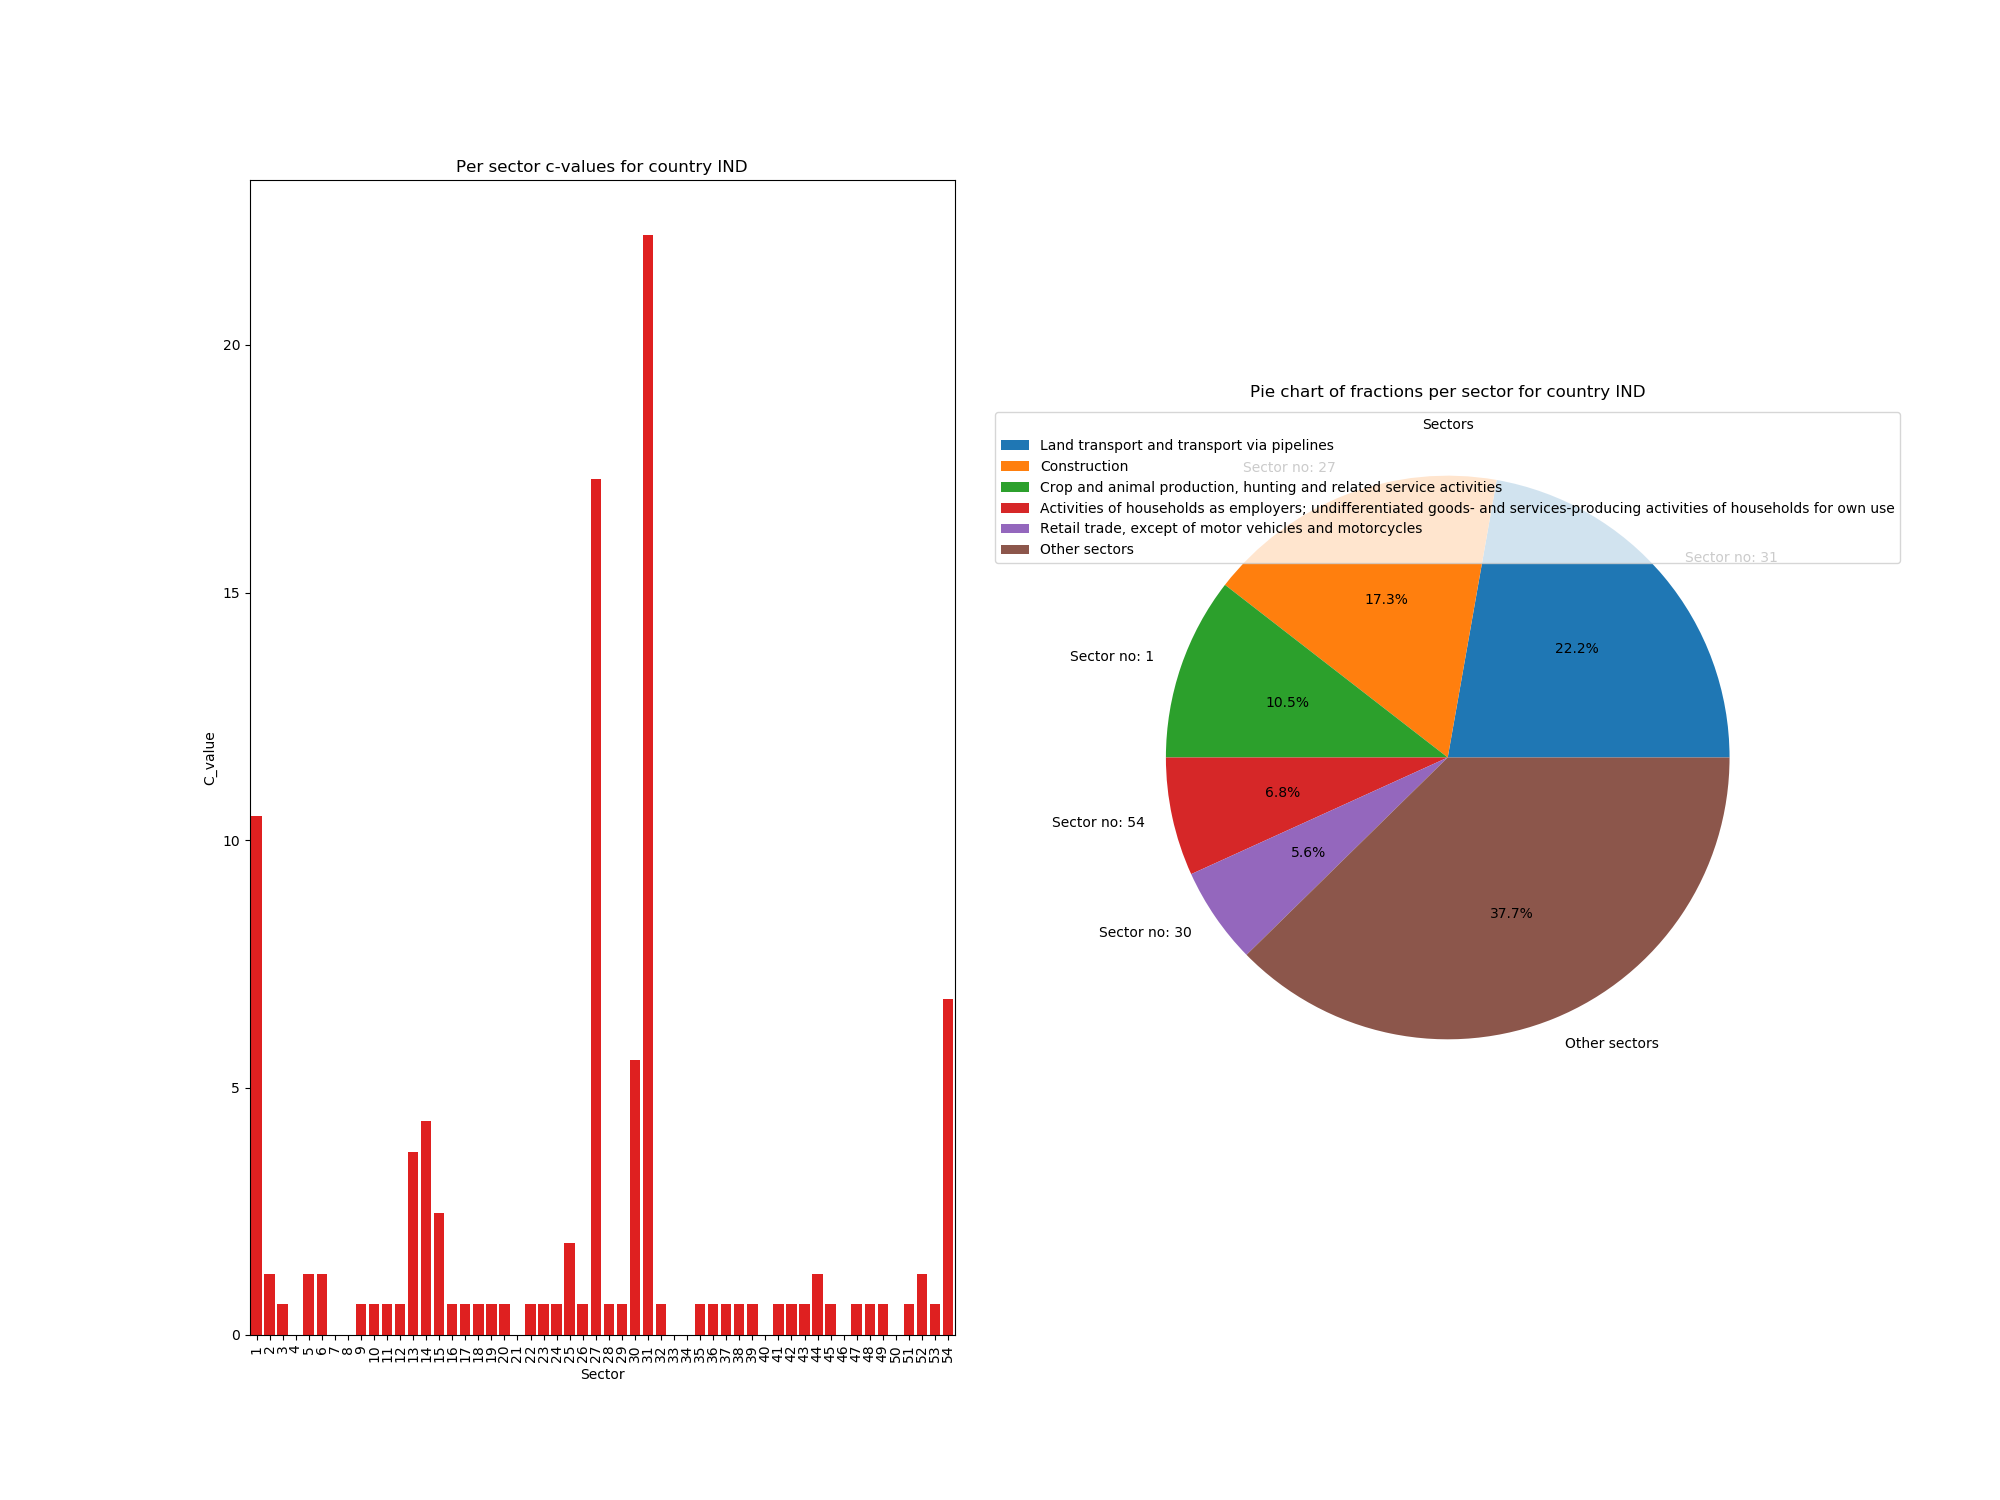 Per sector c-values for country IND
20
15
10
5
0
C_value
1 2 3 4 5 6 7 8 9 10 11 12 13 14 15 16 17 18 19 20 21 22 23 24 25 26 27 28 29 30 31 32 33 34 35 36 37 38 39 40 41 42 43 44 45 46 47 48 49 50 51 52 53 54
Sector
Pie chart of fractions per sector for country IND
Sectors
Land transport and transport via pipelines
Construction
Crop and animal production, hunting and related service activities
Activities of households as employers; undifferentiated goods- and services-producing activities of households for own use
Retail trade, except of motor vehicles and motorcycles
Other sectors
Sector no: 27
Sector no: 31
17.3%
22.2%
Sector no: 1
10.5%
6.8%
Sector no: 54
5.6%
37.7%
Sector no: 30
Other sectors